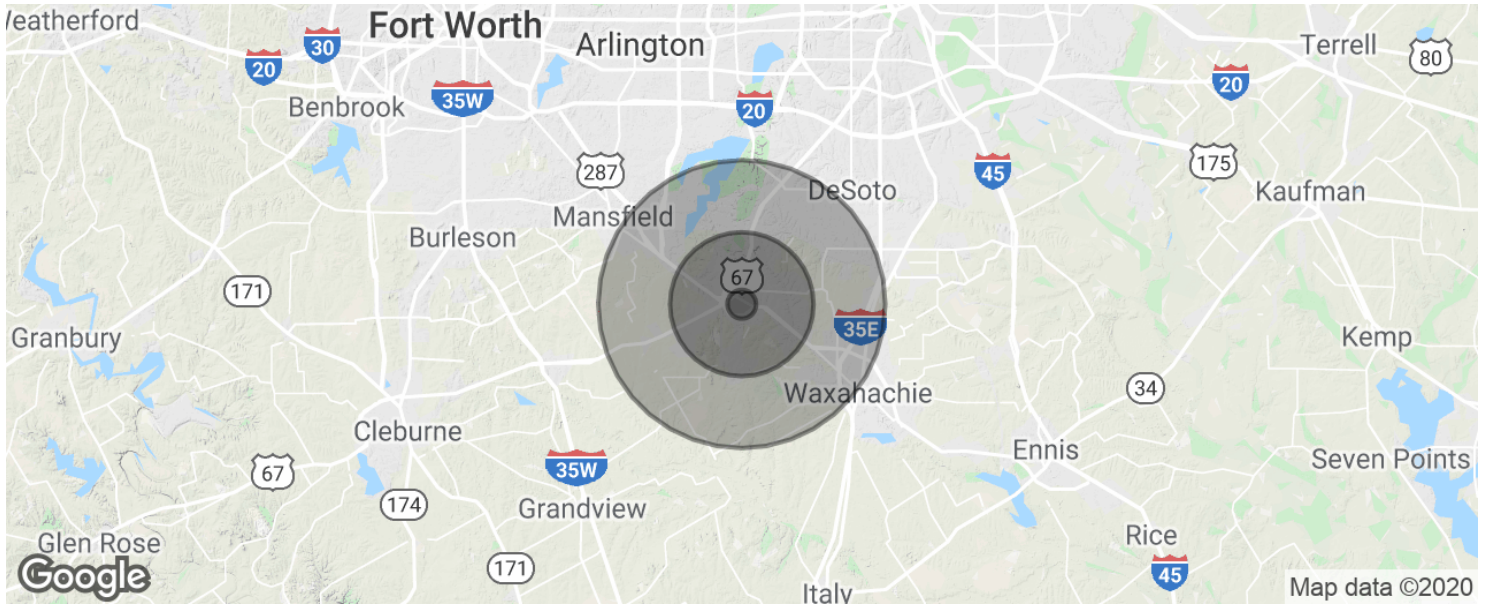 Weatherford
Fort Worth
Arlington
Terrell
30
20
80
20
Benbrook
35W
20
287
45
175
DeSoto
Kaufman
Mansfield
Burleson
67
171
35E
Granbury
Kemp
34
Waxahachie
Cleburne
Ennis
67
35W
Seven Points
174
Grandview
Rice
Glen Rose
171
45
Google
Italy
Map data ©2020